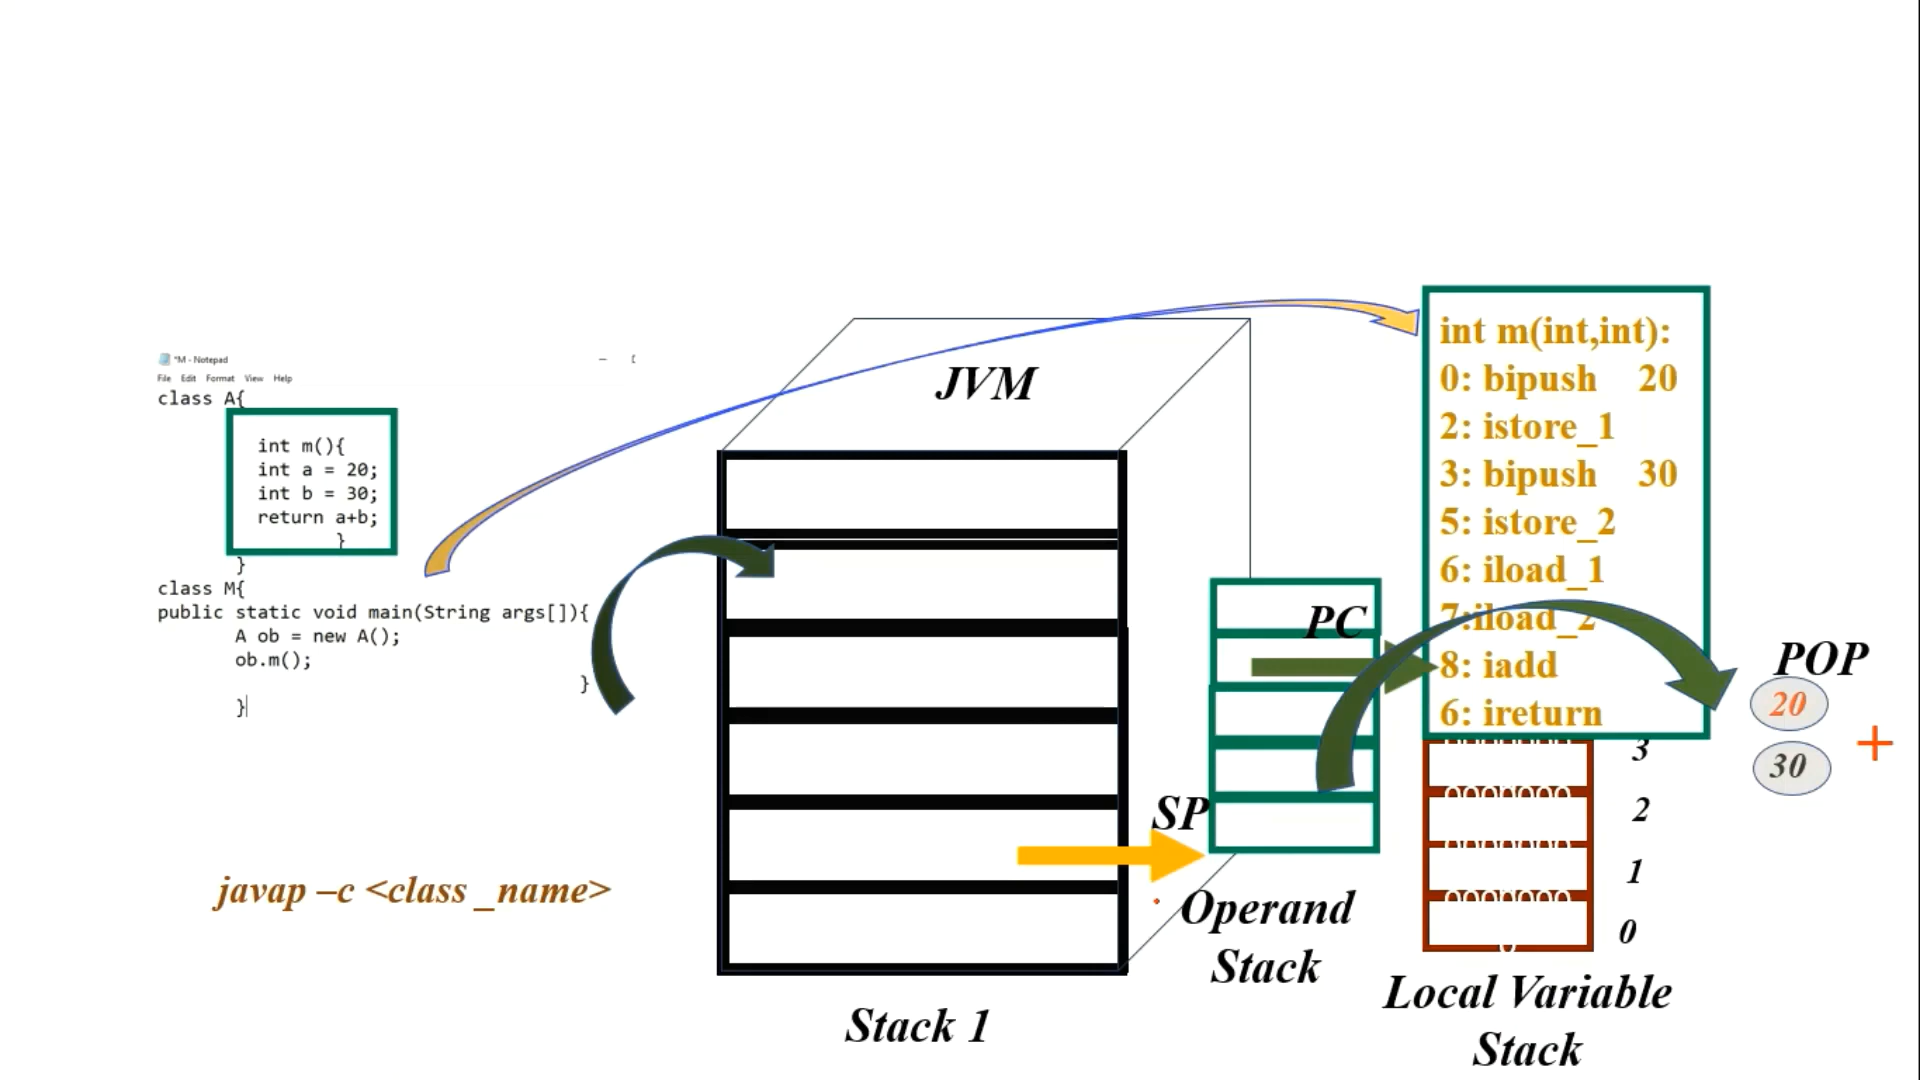 *M - Notepad
File Edit Format View Help
class A{
int m(){
int a = 20;
int b = 30;
return a+b;
}
}
class M{
public static void main(String args[]){
A ob = new A();
ob.m();
}
}
javap –c <class _name>
JVM
Stack 1
SP
PC
Operand
Stack
int m(int,int):
0: bipush 20
2: istore_1
3: bipush 30
5: istore_2
6: iload_1
7:iload_2
8: iadd
6: ireturn
3
2
1
0
Local Variable
Stack
POP
20
30
+